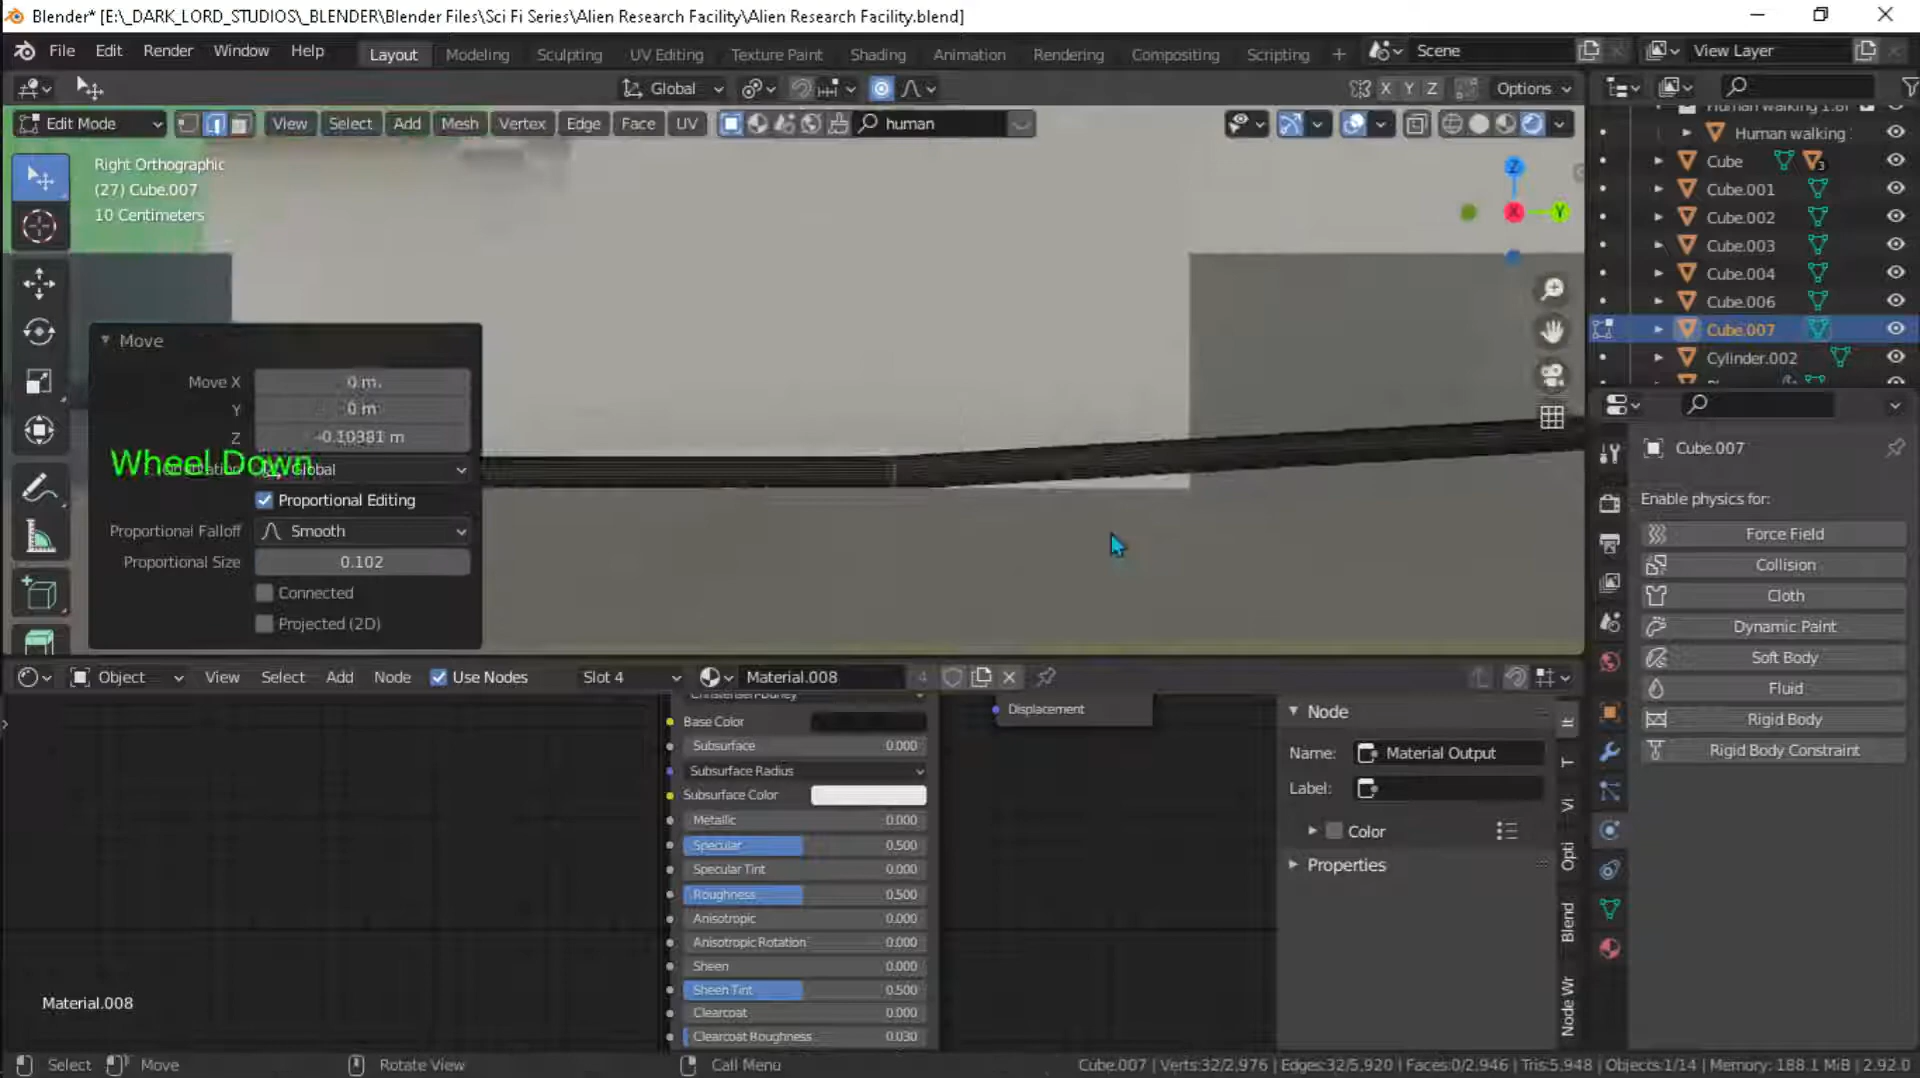 Blender* [E:\_DARK_LORD_STUDIOS\_BLENDER\Blender Files\Sci Fi Series\Alien Research Facility\Alien Research Facility.blend]
File Edit Render Window Help Layout Modeling Sculpting UV Editing Texture Paint Shading Animation Rendering Compositing Scripting + Scene View Layer
Global X Y Z Options
Edit Mode View Select Add Mesh Vertex Edge Face UV human
Right Orthographic
(27) Cube.007
10 Centimeters
Z
X
Y
Move
Move X 0 m
Y 0 m
Z -0.10381 m
Wheel Down
Global
Proportional Editing
Proportional Falloff Smooth
Proportional Size 0.102
Connected
Projected (2D)
Human walking
Cube 3
Cube.001
Cube.002
Cube.003
Cube.004
Cube.006
Cube.007
Cylinder.002
Cube.007
Enable physics for:
Force Field
Collision
Cloth
Dynamic Paint
Soft Body
Fluid
Rigid Body
Rigid Body Constraint
Object View Select Add Node Use Nodes Slot 4 Material.008 4
Christensen-Burley
Base Color
Subsurface 0.000
Subsurface Radius
Subsurface Color
Metallic 0.000
Specular 0.500
Specular Tint 0.000
Roughness 0.500
Anisotropic 0.000
Anisotropic Rotation 0.000
Sheen 0.000
Sheen Tint 0.500
Clearcoat 0.000
Clearcoat Roughness 0.030
Displacement
Node
Name: Material Output
Label:
Color
Properties
It
T
Vi
Opti
Blend
Node Wr
Material.008
Select Move Rotate View Call Menu Cube.007 | Verts:32/2,976 | Edges:32/5,920 | Faces:0/2,946 | Tris:5,948 | Objects:1/14 | Memory: 188.1 MiB | 2.92.0